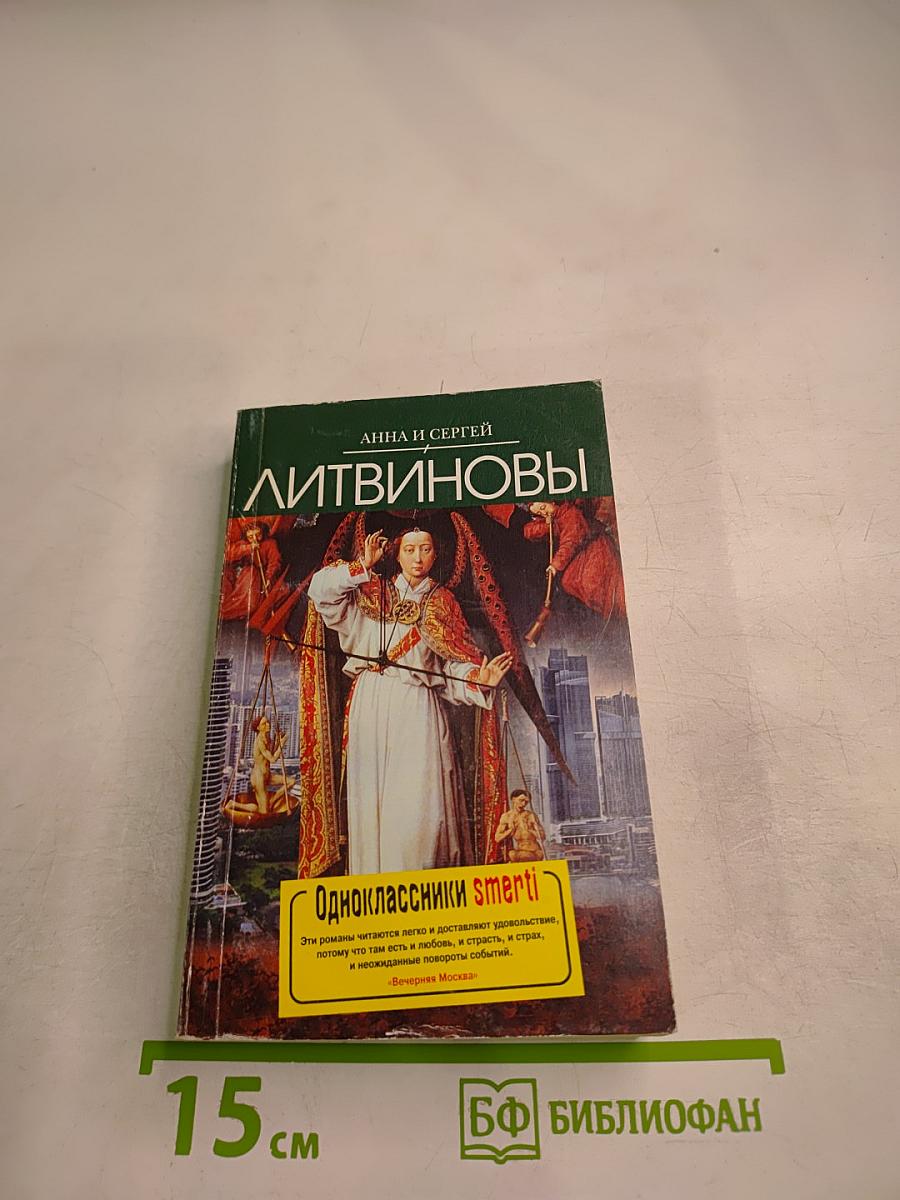 АННА И СЕРГЕЙ
ЛИТВИНОВЫ
Одноклассники smerti
Эти романы читаются легко и доставляют удовольствие,
потому что там есть и любовь, и страсть, и страх,
и неожиданные повороты событий.
«Вечерняя Москва»
15 см
БФ БИБЛИОФАН